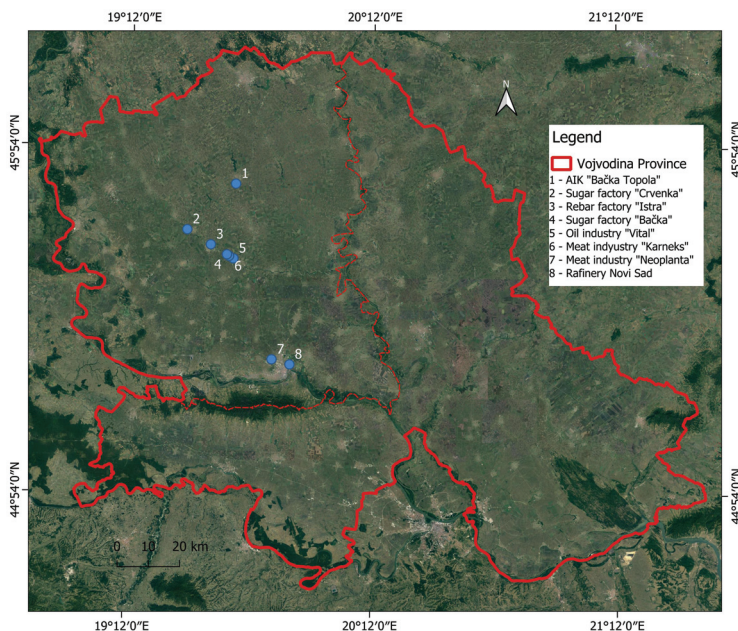 19°12′0″E 20°12′0″E 21°12′0″E
N
45°54′0″N 45°54′0″N
Legend
Vojvodina Province
1 - AIK "Bačka Topola"
2 - Sugar factory "Crvenka"
3 - Rebar factory "Istra"
4 - Sugar factory "Bačka"
5 - Oil industry "Vital"
6 - Meat indyustry "Karneks"
7 - Meat industry "Neoplanta"
8 - Rafinery Novi Sad
1
2
3
5
4 6
7
8
44°54′0″N 44°54′0″N
0 10 20 km
19°12′0″E 20°12′0″E 21°12′0″E